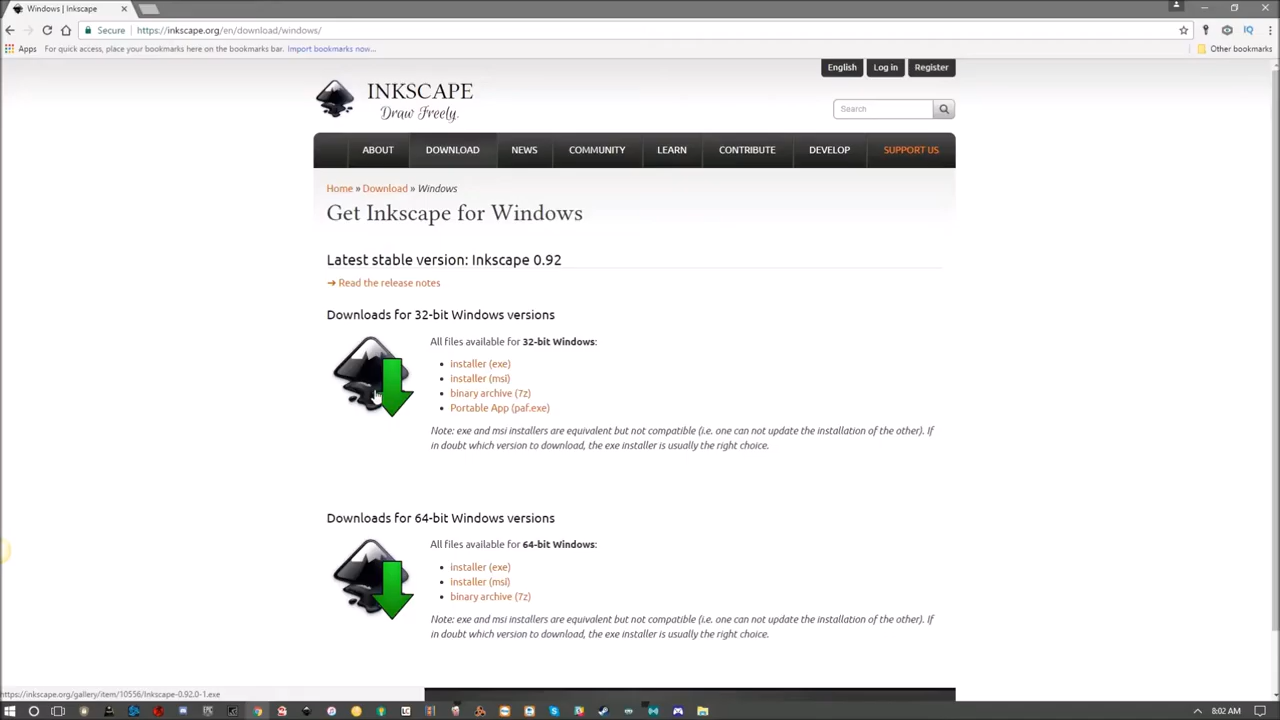 Windows | Inkscape
Secure https://inkscape.org/en/download/windows/
Apps For quick access, place your bookmarks here on the bookmarks bar. Import bookmarks now... Other bookmarks
English Log in Register
INKSCAPE
Draw Freely.
Search
ABOUT DOWNLOAD NEWS COMMUNITY LEARN CONTRIBUTE DEVELOP SUPPORT US
Home » Download » Windows
Get Inkscape for Windows
Latest stable version: Inkscape 0.92
➔ Read the release notes
Downloads for 32-bit Windows versions
All files available for 32-bit Windows:
• installer (exe)
• installer (msi)
• binary archive (7z)
• Portable App (paf.exe)
Note: exe and msi installers are equivalent but not compatible (i.e. one can not update the installation of the other). If
in doubt which version to download, the exe installer is usually the right choice.
Downloads for 64-bit Windows versions
All files available for 64-bit Windows:
• installer (exe)
• installer (msi)
• binary archive (7z)
Note: exe and msi installers are equivalent but not compatible (i.e. one can not update the installation of the other). If
in doubt which version to download, the exe installer is usually the right choice.
https://inkscape.org/gallery/item/10556/Inkscape-0.92.0-1.exe
8:02 AM